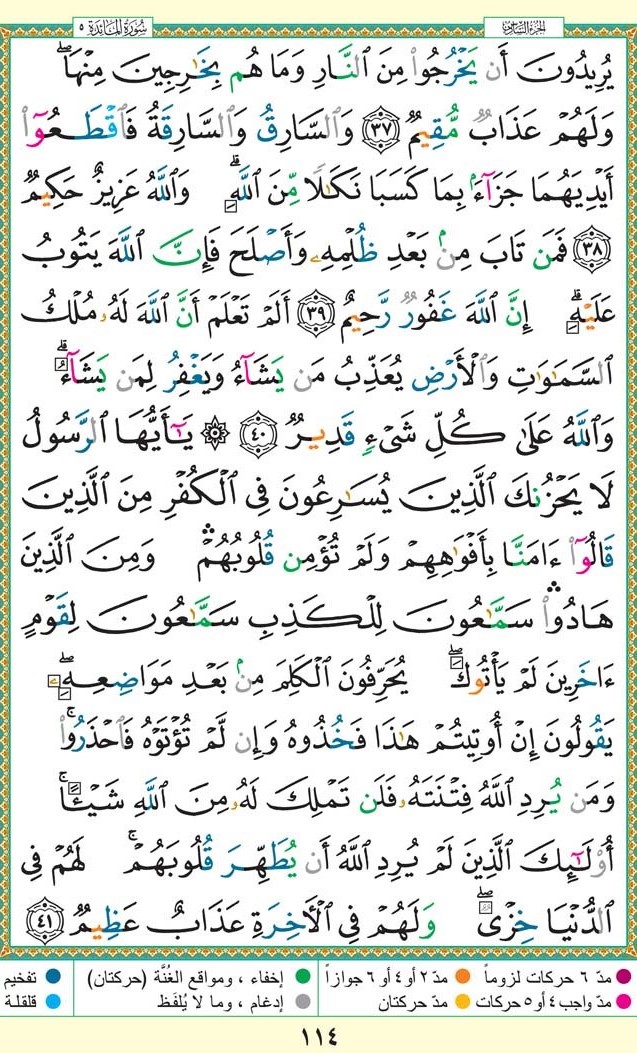 الجزء السادس
سورة المائدة ٥
يُرِيدُونَ أَن يَخْرُجُوا۟ مِنَ ٱلنَّارِ وَمَا هُم بِخَٰرِجِينَ مِنْهَا ۖ
وَلَهُمْ عَذَابٌ مُّقِيمٌ ٣٧ وَٱلسَّارِقُ وَٱلسَّارِقَةُ فَٱقْطَعُوٓا۟
أَيْدِيَهُمَا جَزَآءًۢ بِمَا كَسَبَا نَكَٰلًا مِّنَ ٱللَّهِ ۗ وَٱللَّهُ عَزِيزٌ حَكِيمٌ
٣٨ فَمَن تَابَ مِنۢ بَعْدِ ظُلْمِهِۦ وَأَصْلَحَ فَإِنَّ ٱللَّهَ يَتُوبُ
عَلَيْهِ ۗ إِنَّ ٱللَّهَ غَفُورٌ رَّحِيمٌ ٣٩ أَلَمْ تَعْلَمْ أَنَّ ٱللَّهَ لَهُۥ مُلْكُ
ٱلسَّمَٰوَٰتِ وَٱلْأَرْضِ يُعَذِّبُ مَن يَشَآءُ وَيَغْفِرُ لِمَن يَشَآءُ ۗ
وَٱللَّهُ عَلَىٰ كُلِّ شَىْءٍ قَدِيرٌ ٤٠ ۞ يَٰٓأَيُّهَا ٱلرَّسُولُ
لَا يَحْزُنكَ ٱلَّذِينَ يُسَٰرِعُونَ فِى ٱلْكُفْرِ مِنَ ٱلَّذِينَ
قَالُوٓا۟ ءَامَنَّا بِأَفْوَٰهِهِمْ وَلَمْ تُؤْمِن قُلُوبُهُمْ ۛ وَمِنَ ٱلَّذِينَ
هَادُوا۟ ۛ سَمَّٰعُونَ لِلْكَذِبِ سَمَّٰعُونَ لِقَوْمٍ
ءَاخَرِينَ لَمْ يَأْتُوكَ ۖ يُحَرِّفُونَ ٱلْكَلِمَ مِنۢ بَعْدِ مَوَاضِعِهِۦ ۖ
يَقُولُونَ إِنْ أُوتِيتُمْ هَٰذَا فَخُذُوهُ وَإِن لَّمْ تُؤْتَوْهُ فَٱحْذَرُوا۟ ۚ
وَمَن يُرِدِ ٱللَّهُ فِتْنَتَهُۥ فَلَن تَمْلِكَ لَهُۥ مِنَ ٱللَّهِ شَيْـًٔا ۚ
أُو۟لَٰٓئِكَ ٱلَّذِينَ لَمْ يُرِدِ ٱللَّهُ أَن يُطَهِّرَ قُلُوبَهُمْ ۚ لَهُمْ فِى
ٱلدُّنْيَا خِزْىٌ ۖ وَلَهُمْ فِى ٱلْـَٔاخِرَةِ عَذَابٌ عَظِيمٌ ٤١
مدّ ٦ حركات لزوماً مدّ ٢ أو ٤ أو ٦ جوازاً إخفاء ، ومواقع الغُنَّة (حركتان) تفخيم
مدّ واجب ٤ أو ٥ حركات مدّ حركتان إدغام ، وما لا يُلفَظ قلقلة
١١٤